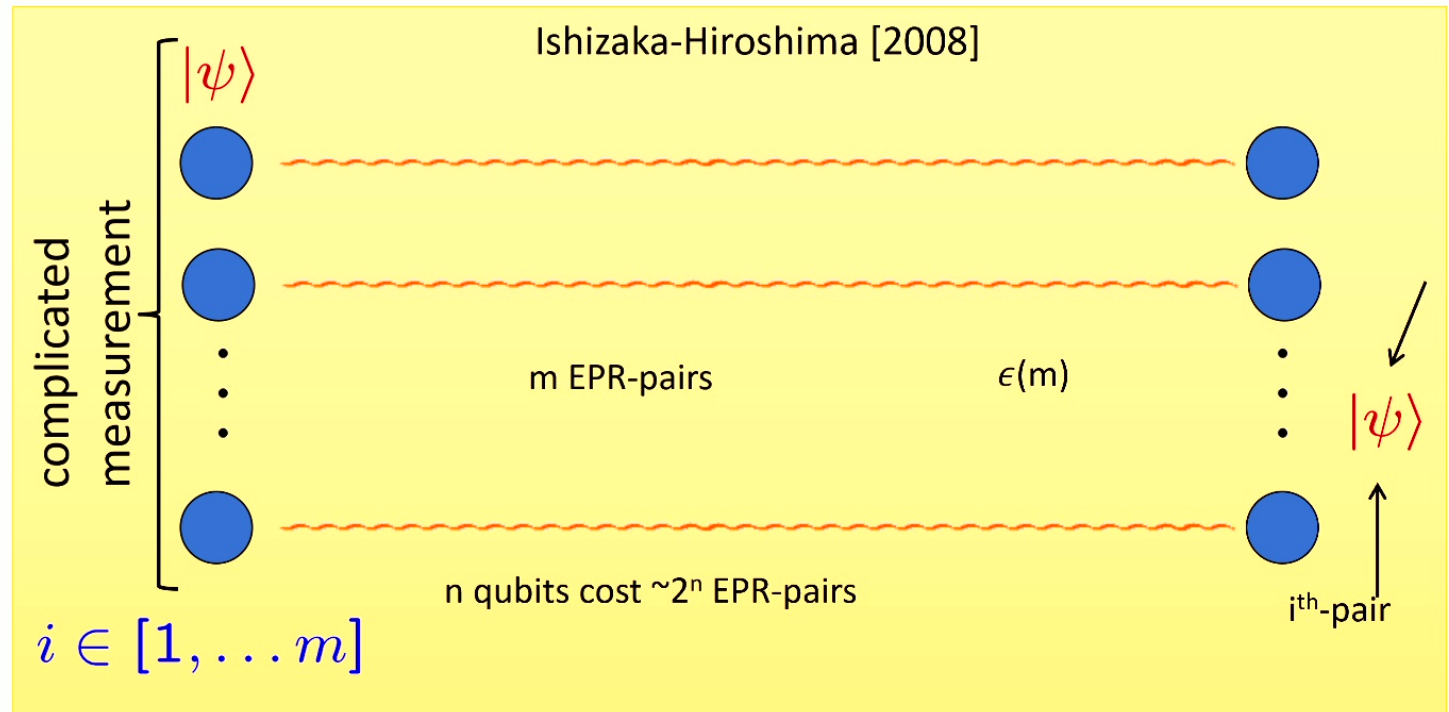 Ishizaka-Hiroshima [2008]
|ψ⟩
complicated
measurement
m EPR-pairs
ϵ(m)
|ψ⟩
n qubits cost ~2ⁿ EPR-pairs
iᵗʰ-pair
i ∈ [1, . . . m]